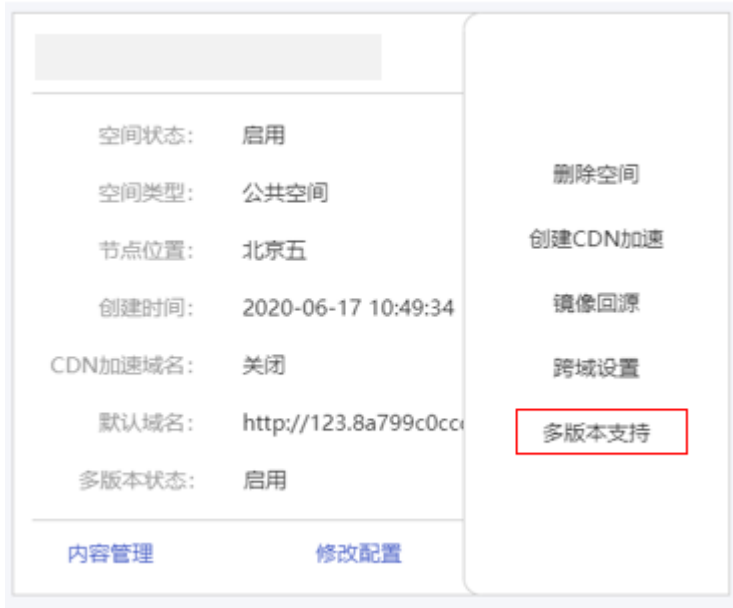 空间状态： 启用
空间类型： 公共空间
节点位置： 北京五
创建时间： 2020-06-17 10:49:34
CDN加速域名： 关闭
默认域名： http://123.8a799c0ccc
多版本状态： 启用
内容管理 修改配置
删除空间
创建CDN加速
镜像回源
跨域设置
多版本支持